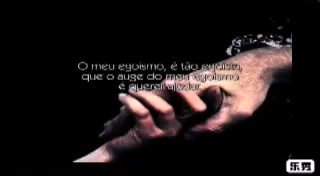 O meu egoísmo, é tão egoísta,
que o auge do meu egoísmo
é querer ajudar.
乐秀